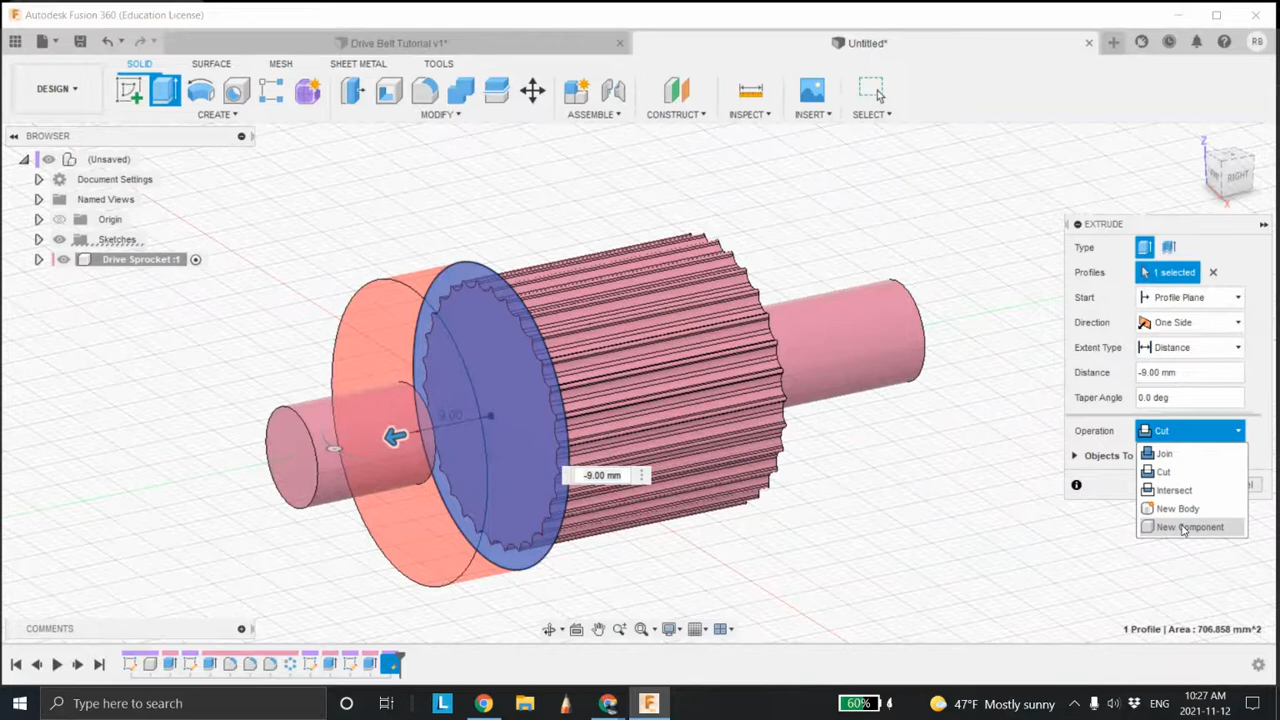 Autodesk Fusion 360 (Education License)
Drive Belt Tutorial v1*
Untitled*
RB
SOLID SURFACE MESH SHEET METAL TOOLS
DESIGN
CREATE MODIFY ASSEMBLE CONSTRUCT INSPECT INSERT SELECT
BROWSER
(Unsaved)
Document Settings
Named Views
Origin
Sketches
Drive Sprocket :1
Z
RIGHT
X
EXTRUDE
Type
Profiles 1 selected
Start Profile Plane
Direction One Side
Extent Type Distance
Distance -9.00 mm
Taper Angle 0.0 deg
Operation Cut
Join
Objects To
Cut
Intersect
New Body
New Component
9.00
-9.00 mm
COMMENTS
1 Profile | Area : 706.858 mm^2
Type here to search
L
60%
47°F Mostly sunny
ENG
10:27 AM
2021-11-12